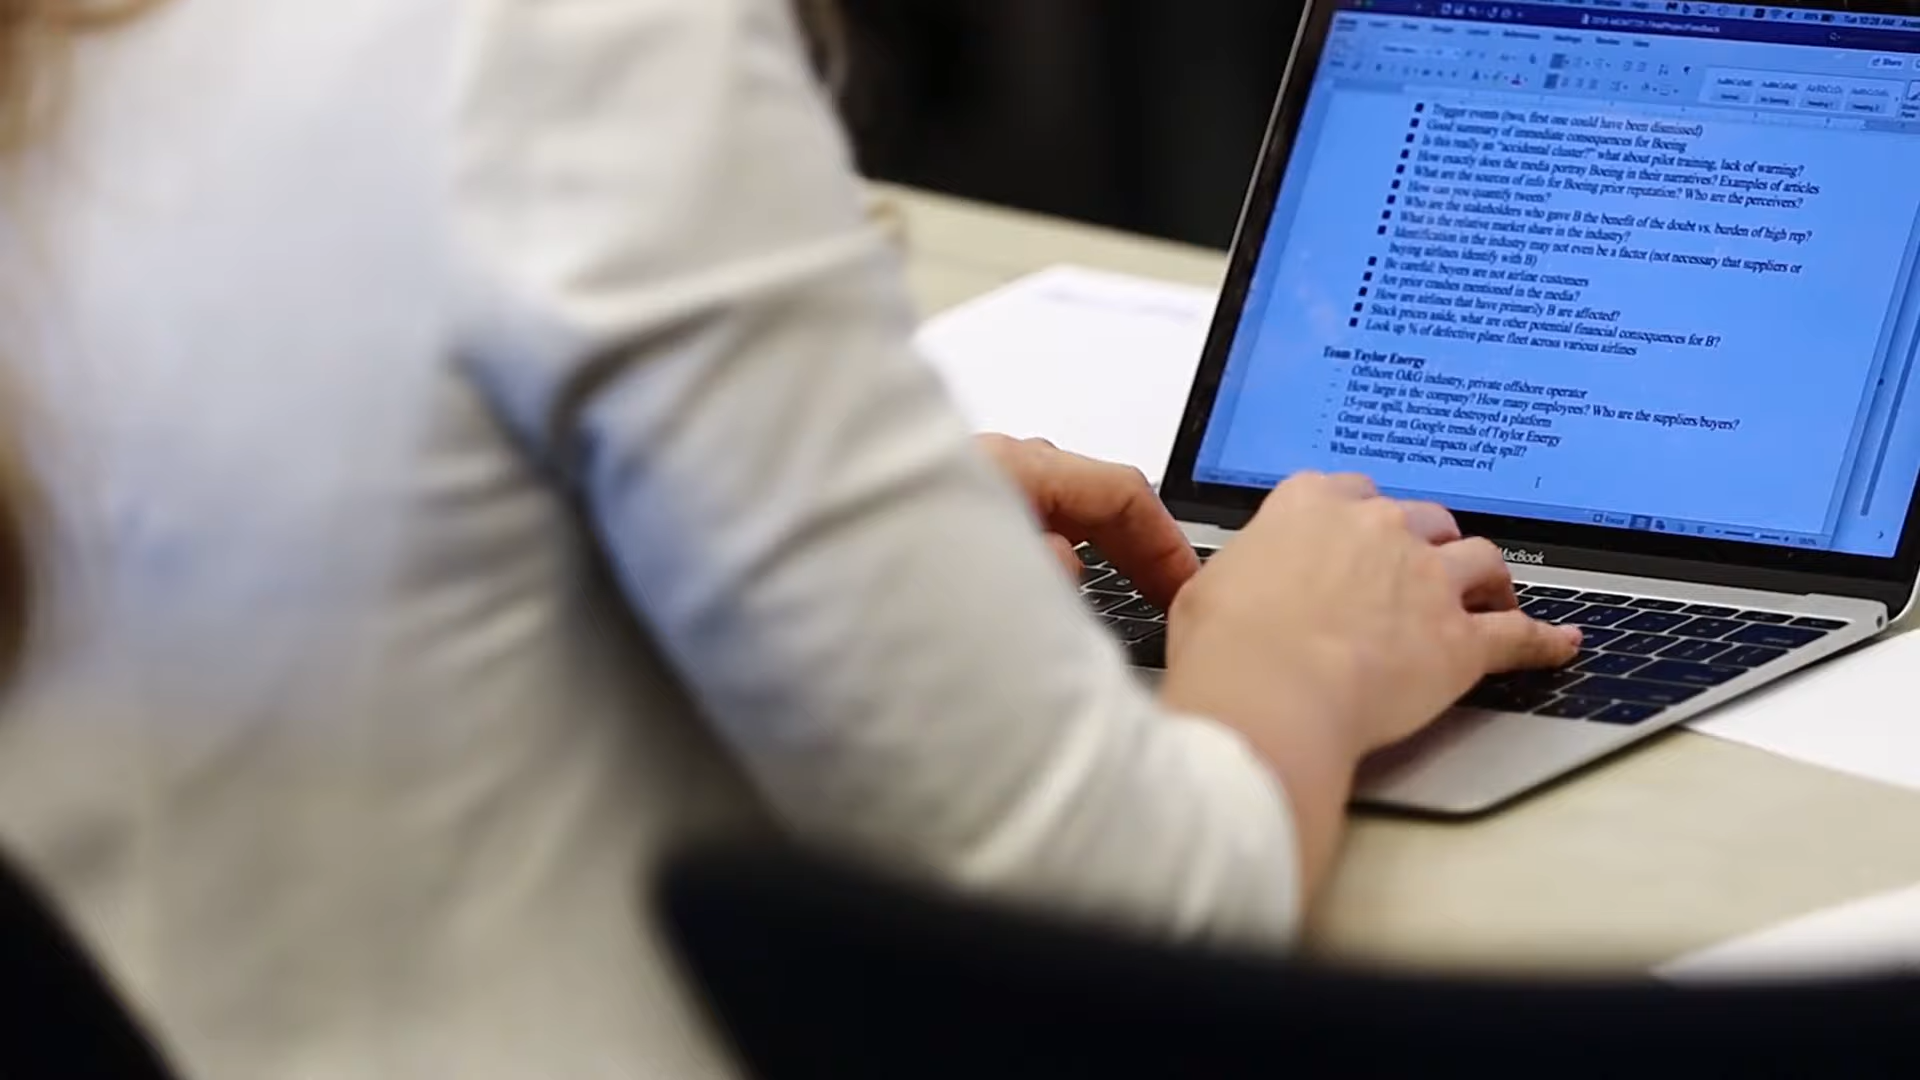 Tue 10:28 AM
Share
Trigger events (two, first one could have been dismissed)
Good summary of immediate consequences for Boeing
Is this really an "accidental cluster?" what about pilot training, lack of warning?
How exactly does the media portray Boeing in their narratives? Examples of articles
What are the sources of info for Boeing prior reputation? Who are the perceivers?
How can you quantify tweets?
Who are the stakeholders who gave B the benefit of the doubt vs. burden of high rep?
What is the relative market share in the industry?
Identification in the industry may not even be a factor (not necessary that suppliers or
buying airlines identify with B)
Be careful: buyers are not airline customers
Are prior crashes mentioned in the media?
How are airlines that have primarily B are affected?
Stock prices aside, what are other potential financial consequences for B?
Look up % of defective plane fleet across various airlines
Team Taylor Energy
- Offshore O&G industry, private offshore operator
- How large is the company? How many employees? Who are the suppliers buyers?
- 15-year spill, hurricane destroyed a platform
- Great slides on Google trends of Taylor Energy
- What were financial impacts of the spill?
- When clustering crises, present evi
Focus
MacBook